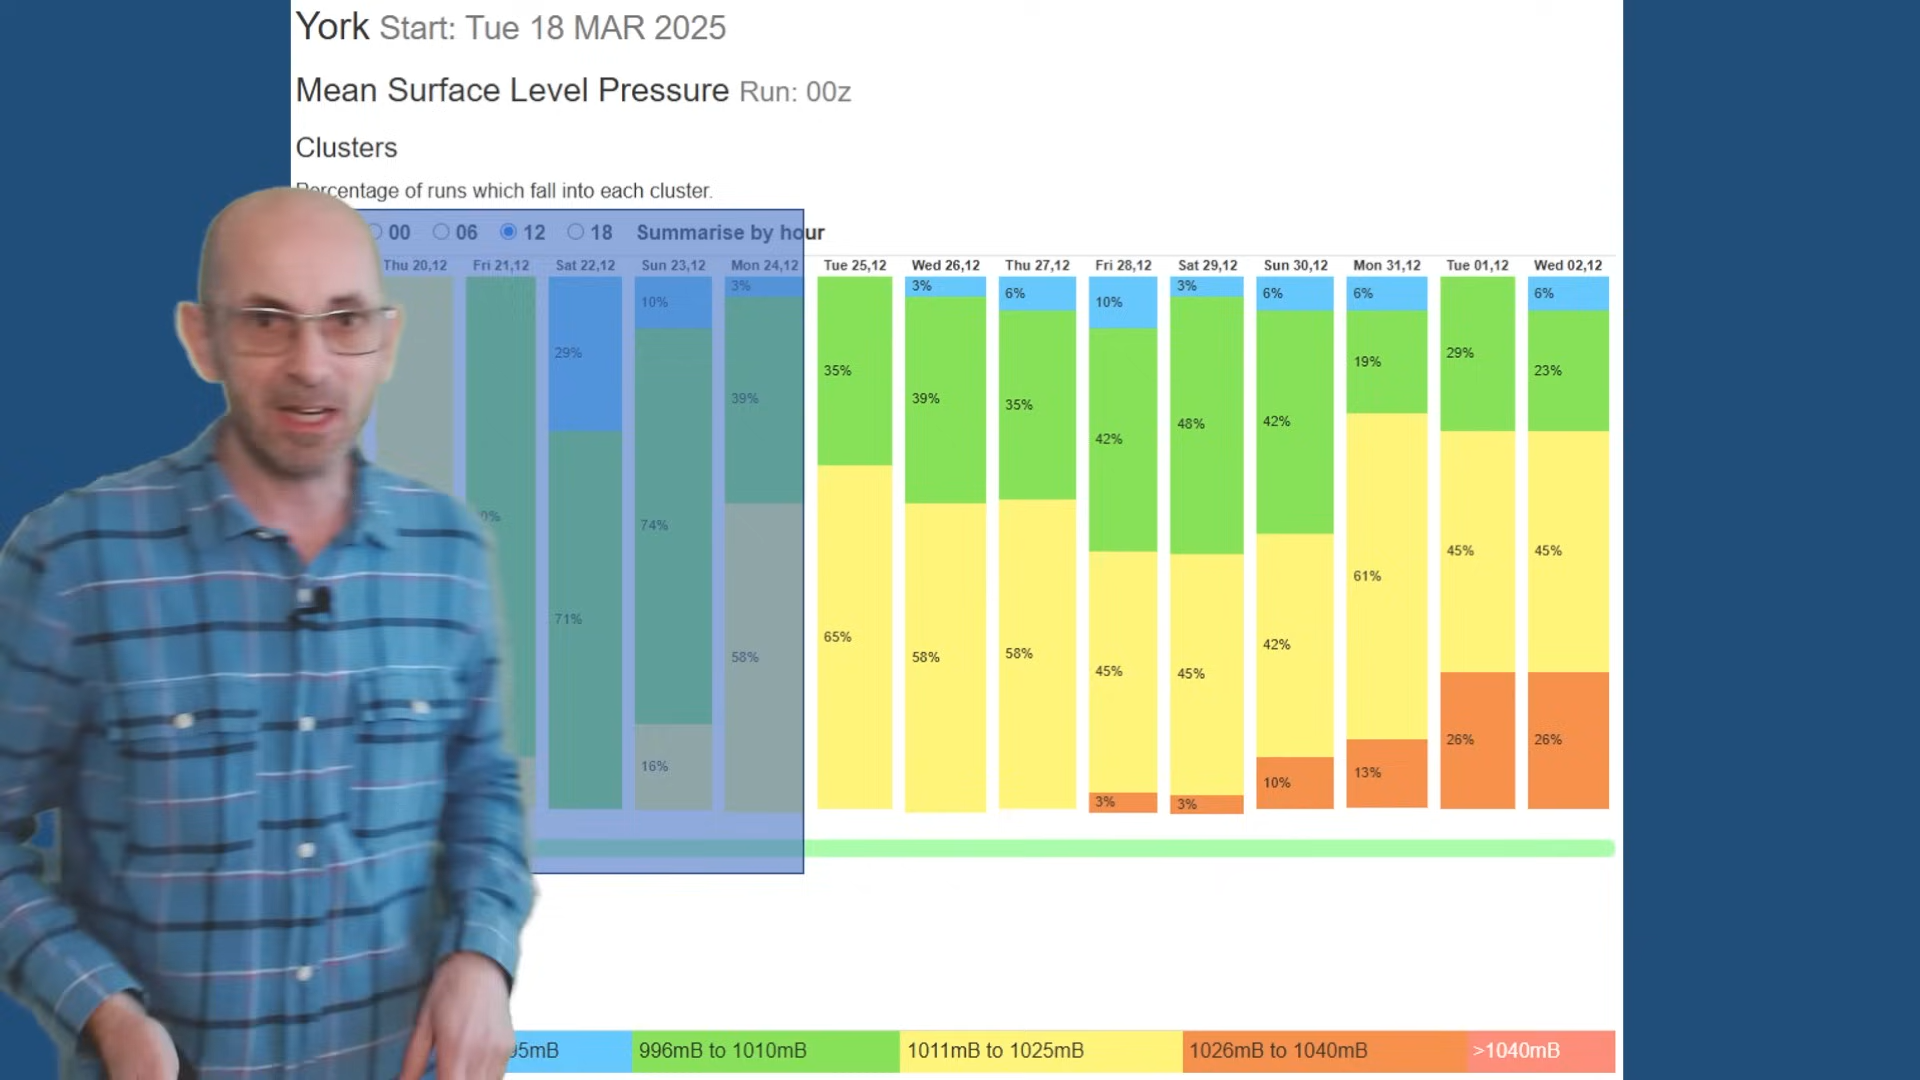 York Start: Tue 18 MAR 2025
Mean Surface Level Pressure Run: 00z
Clusters
Percentage of runs which fall into each cluster.
00 06 12 18 Summarise by hour
Thu 20,12 Fri 21,12 Sat 22,12 Sun 23,12 Mon 24,12 Tue 25,12 Wed 26,12 Thu 27,12 Fri 28,12 Sat 29,12 Sun 30,12 Mon 31,12 Tue 01,12 Wed 02,12
3% 3% 3%
10% 6% 10% 6% 6% 6%
29% 19% 29%
35% 35% 23%
39% 39% 42% 48% 42%
74% 45% 45%
71% 65% 58% 58% 58% 45% 45% 42% 61%
16% 3% 3% 10% 13% 26% 26%
996mB to 1010mB 1011mB to 1025mB 1026mB to 1040mB >1040mB